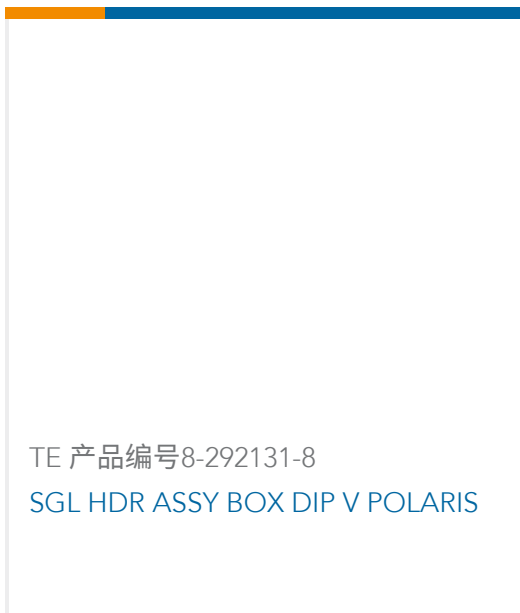 TE 产品编号8-292131-8
SGL HDR ASSY BOX DIP V POLARIS